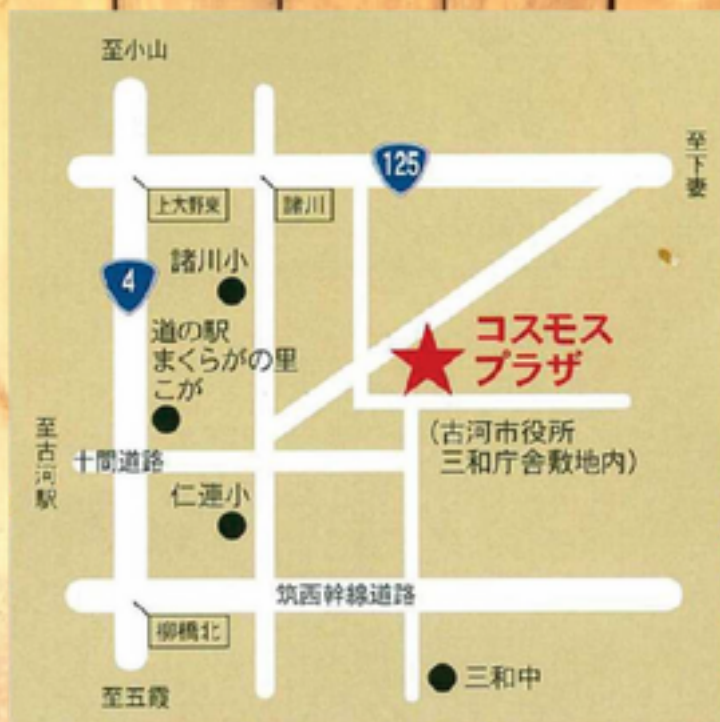 至小山
125
至下妻
上大野東
諸川
4
諸川小
道の駅
まくらがの里
こが
コスモス
プラザ
(古河市役所
三和庁舎敷地内)
至古河駅
十間道路
仁連小
筑西幹線道路
柳橋北
三和中
至五霞